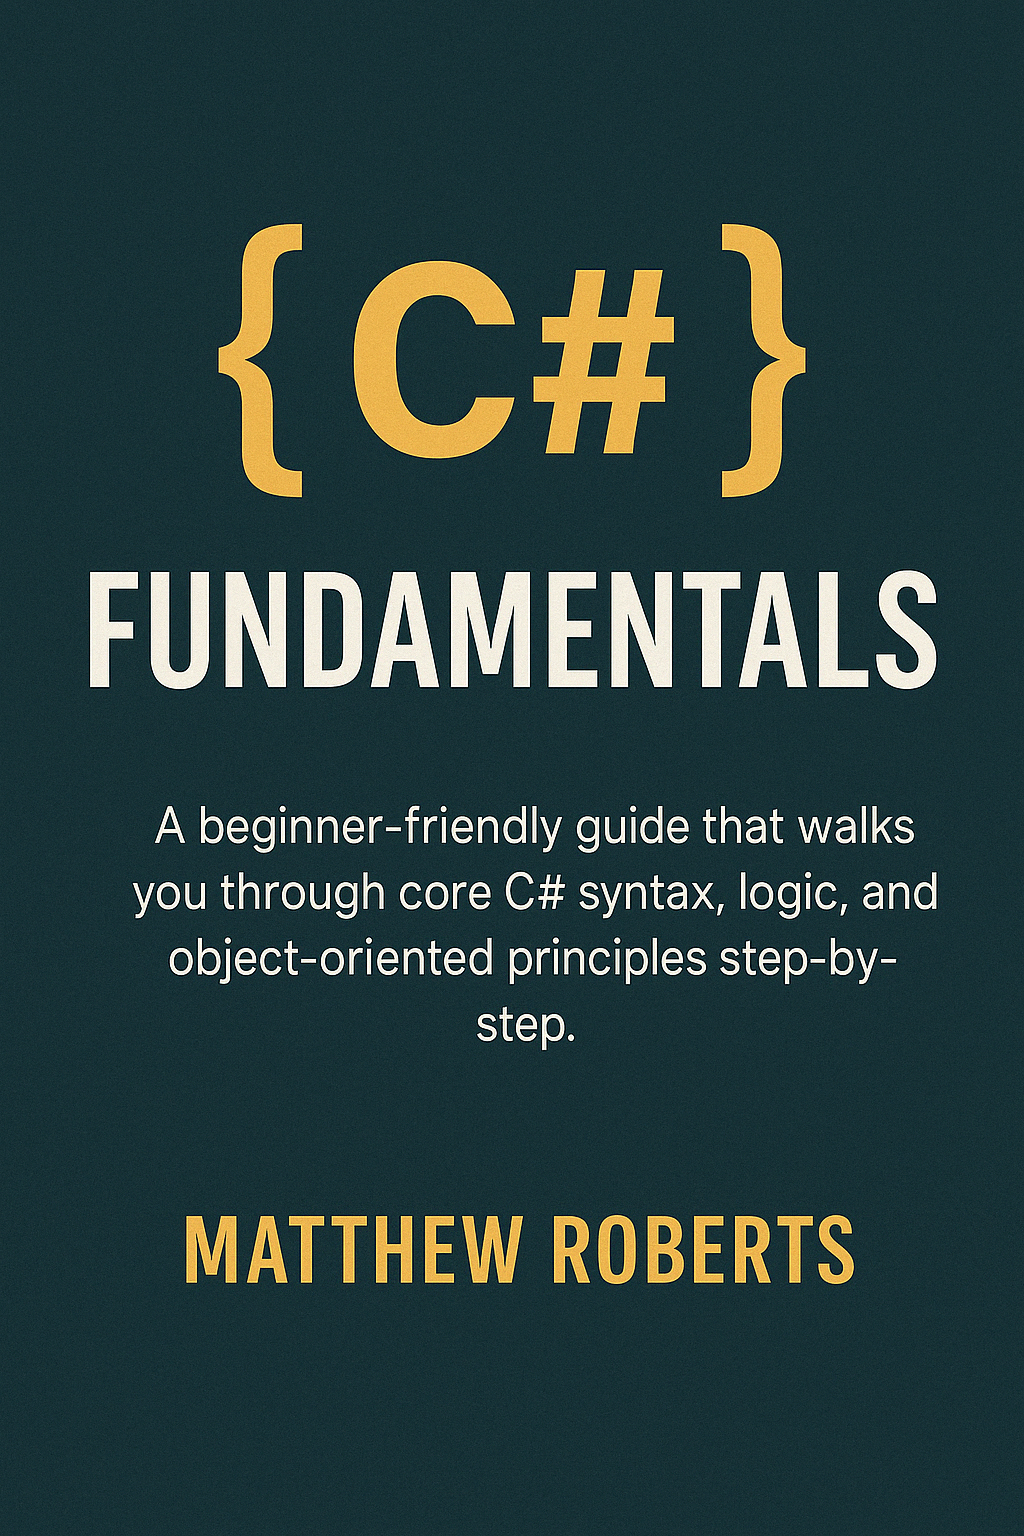 { C# }
FUNDAMENTALS
A beginner-friendly guide that walks
you through core C# syntax, logic, and
object-oriented principles step-by-
step.
MATTHEW ROBERTS